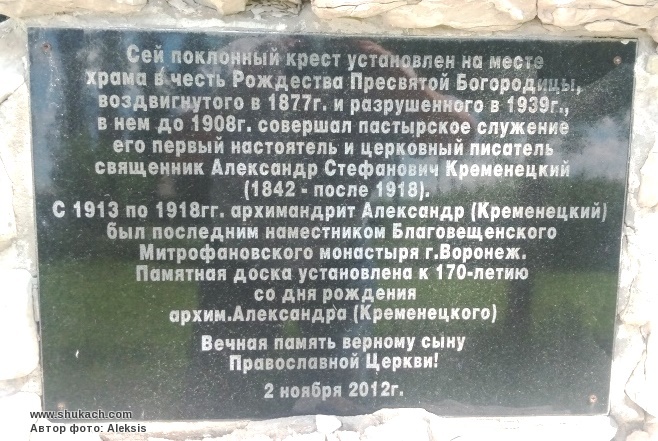 Сей поклонный крест установлен на месте
храма в честь Рождества Пресвятой Богородицы,
воздвигнутого в 1877г. и разрушенного в 1939г.,
в нем до 1908г. совершал пастырское служение
его первый настоятель и церковный писатель
священник Александр Стефанович Кременецкий
(1842 - после 1918).
С 1913 по 1918гг. архимандрит Александр (Кременецкий)
был последним наместником Благовещенского
Митрофановского монастыря г.Воронеж.
Памятная доска установлена к 170-летию
со дня рождения
архим.Александра (Кременецкого)
Вечная память верному сыну
Православной Церкви!
2 ноября 2012г.
www.shukach.com
Автор фото: Aleksis